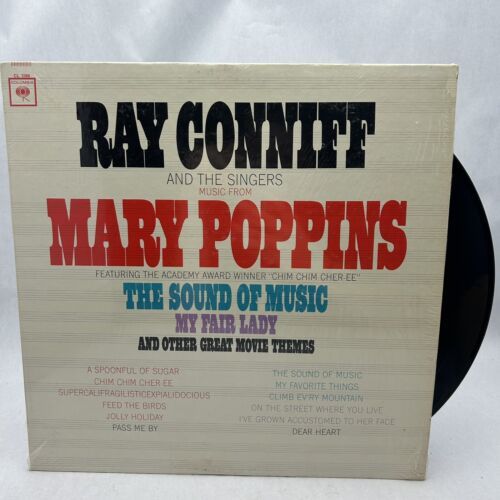 COLUMBIA
RAY CONNIFF
AND THE SINGERS
MUSIC FROM
MARY POPPINS
FEATURING THE ACADEMY AWARD WINNER "CHIM CHIM CHER-EE"
THE SOUND OF MUSIC
MY FAIR LADY
AND OTHER GREAT MOVIE THEMES
A SPOONFUL OF SUGAR
CHIM CHIM CHER-EE
SUPERCALIFRAGILISTICEXPIALIDOCIOUS
FEED THE BIRDS
JOLLY HOLIDAY
PASS ME BY
THE SOUND OF MUSIC
MY FAVORITE THINGS
CLIMB EV'RY MOUNTAIN
ON THE STREET WHERE YOU LIVE
I'VE GROWN ACCUSTOMED TO HER FACE
DEAR HEART